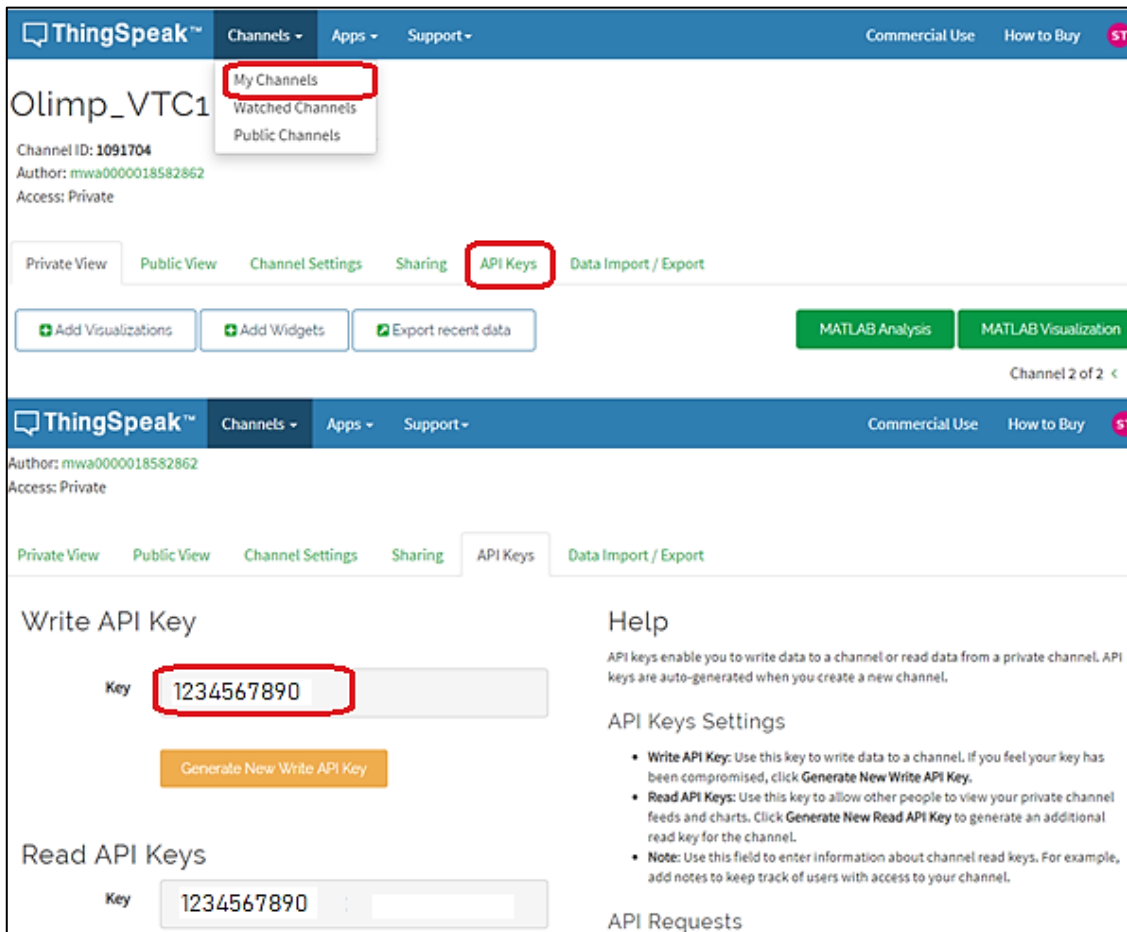 ThingSpeak™ Channels Apps Support Commercial Use How to Buy ST
My Channels
Olimp_VTC1
Watched Channels
Public Channels
Channel ID: 1091704
Author: mwa0000018582862
Access: Private
Private View Public View Channel Settings Sharing API Keys Data Import / Export
Add Visualizations Add Widgets Export recent data MATLAB Analysis MATLAB Visualization
Channel 2 of 2 <
ThingSpeak™ Channels Apps Support Commercial Use How to Buy ST
Author: mwa0000018582862
Access: Private
Private View Public View Channel Settings Sharing API Keys Data Import / Export
Write API Key
Key 1234567890
Generate New Write API Key
Read API Keys
Key 1234567890
Help
API keys enable you to write data to a channel or read data from a private channel. API
keys are auto-generated when you create a new channel.
API Keys Settings
• Write API Key: Use this key to write data to a channel. If you feel your key has
been compromised, click Generate New Write API Key.
• Read API Keys: Use this key to allow other people to view your private channel
feeds and charts. Click Generate New Read API Key to generate an additional
read key for the channel.
• Note: Use this field to enter information about channel read keys. For example,
add notes to keep track of users with access to your channel.
API Requests